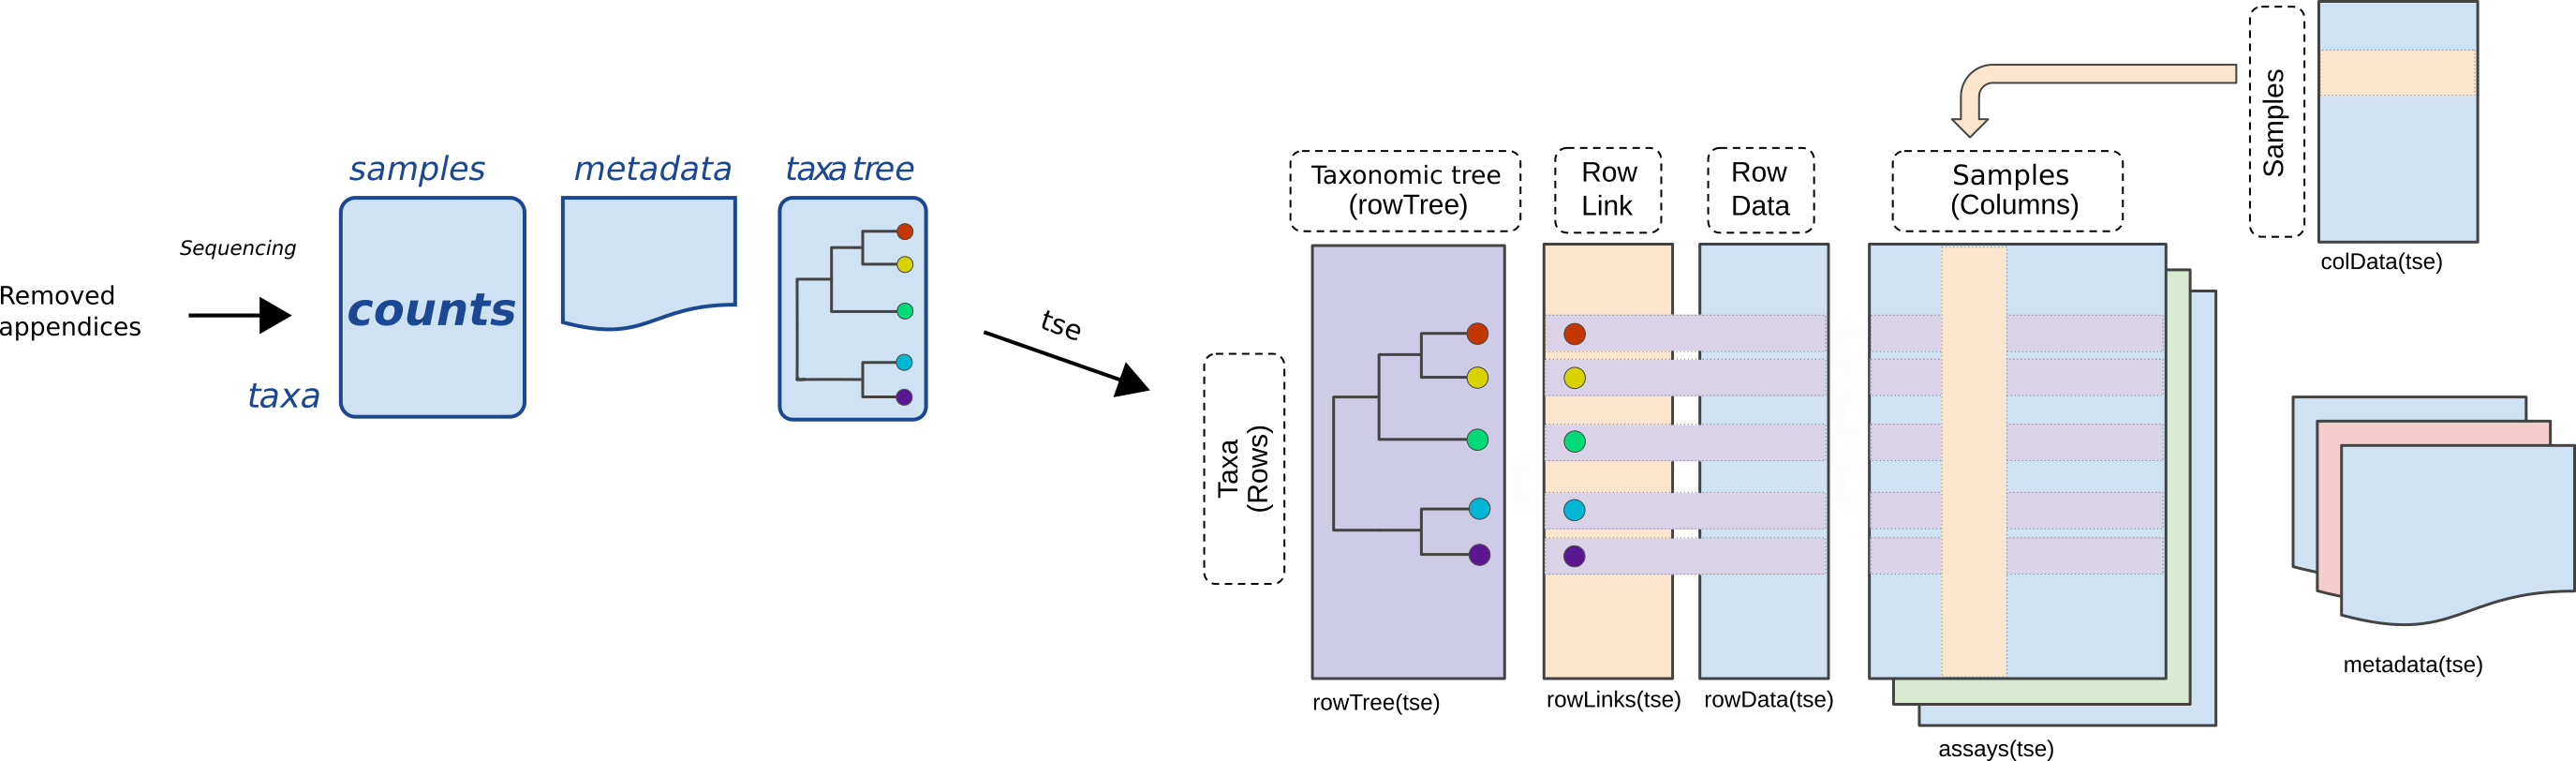 Removed
appendices
Sequencing
samples
counts
taxa
metadata
taxa tree
tse
Taxa
(Rows)
Taxonomic tree
(rowTree)
Row
Link
Row
Data
Samples
(Columns)
Samples
colData(tse)
rowTree(tse)
rowLinks(tse)
rowData(tse)
assays(tse)
metadata(tse)